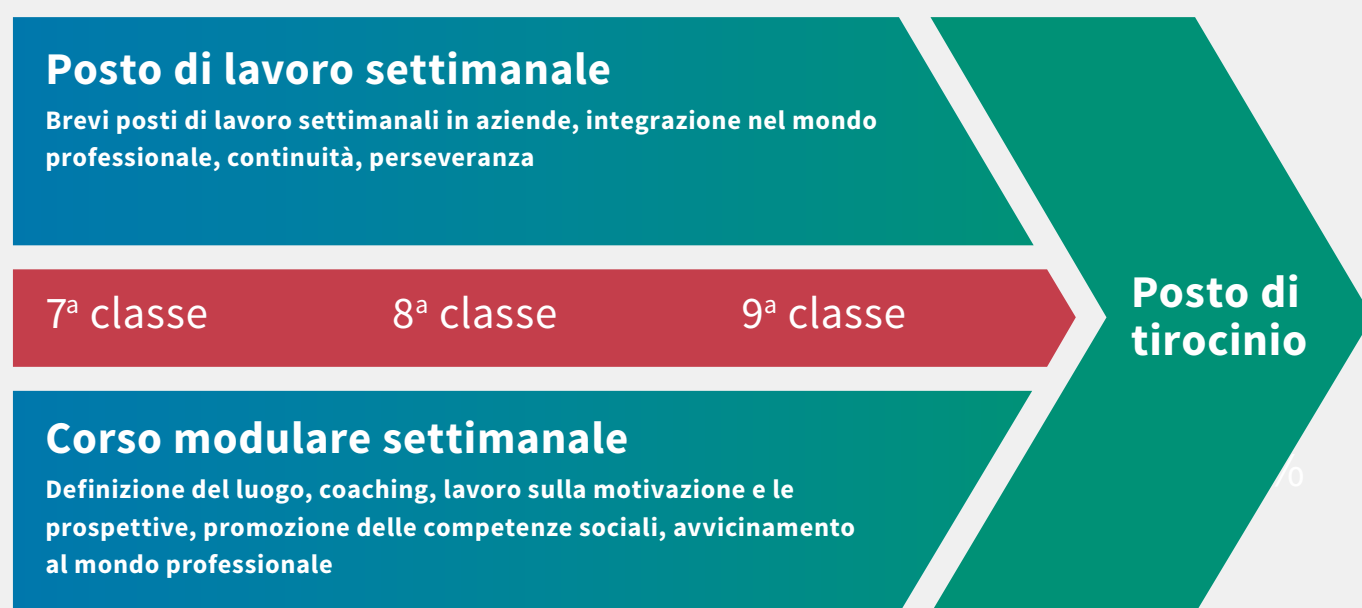 Posto di lavoro settimanale
Brevi posti di lavoro settimanali in aziende, integrazione nel mondo
professionale, continuità, perseveranza
7ª classe
8ª classe
9ª classe
Posto di
tirocinio
Corso modulare settimanale
Definizione del luogo, coaching, lavoro sulla motivazione e le
prospettive, promozione delle competenze sociali, avvicinamento
al mondo professionale
%